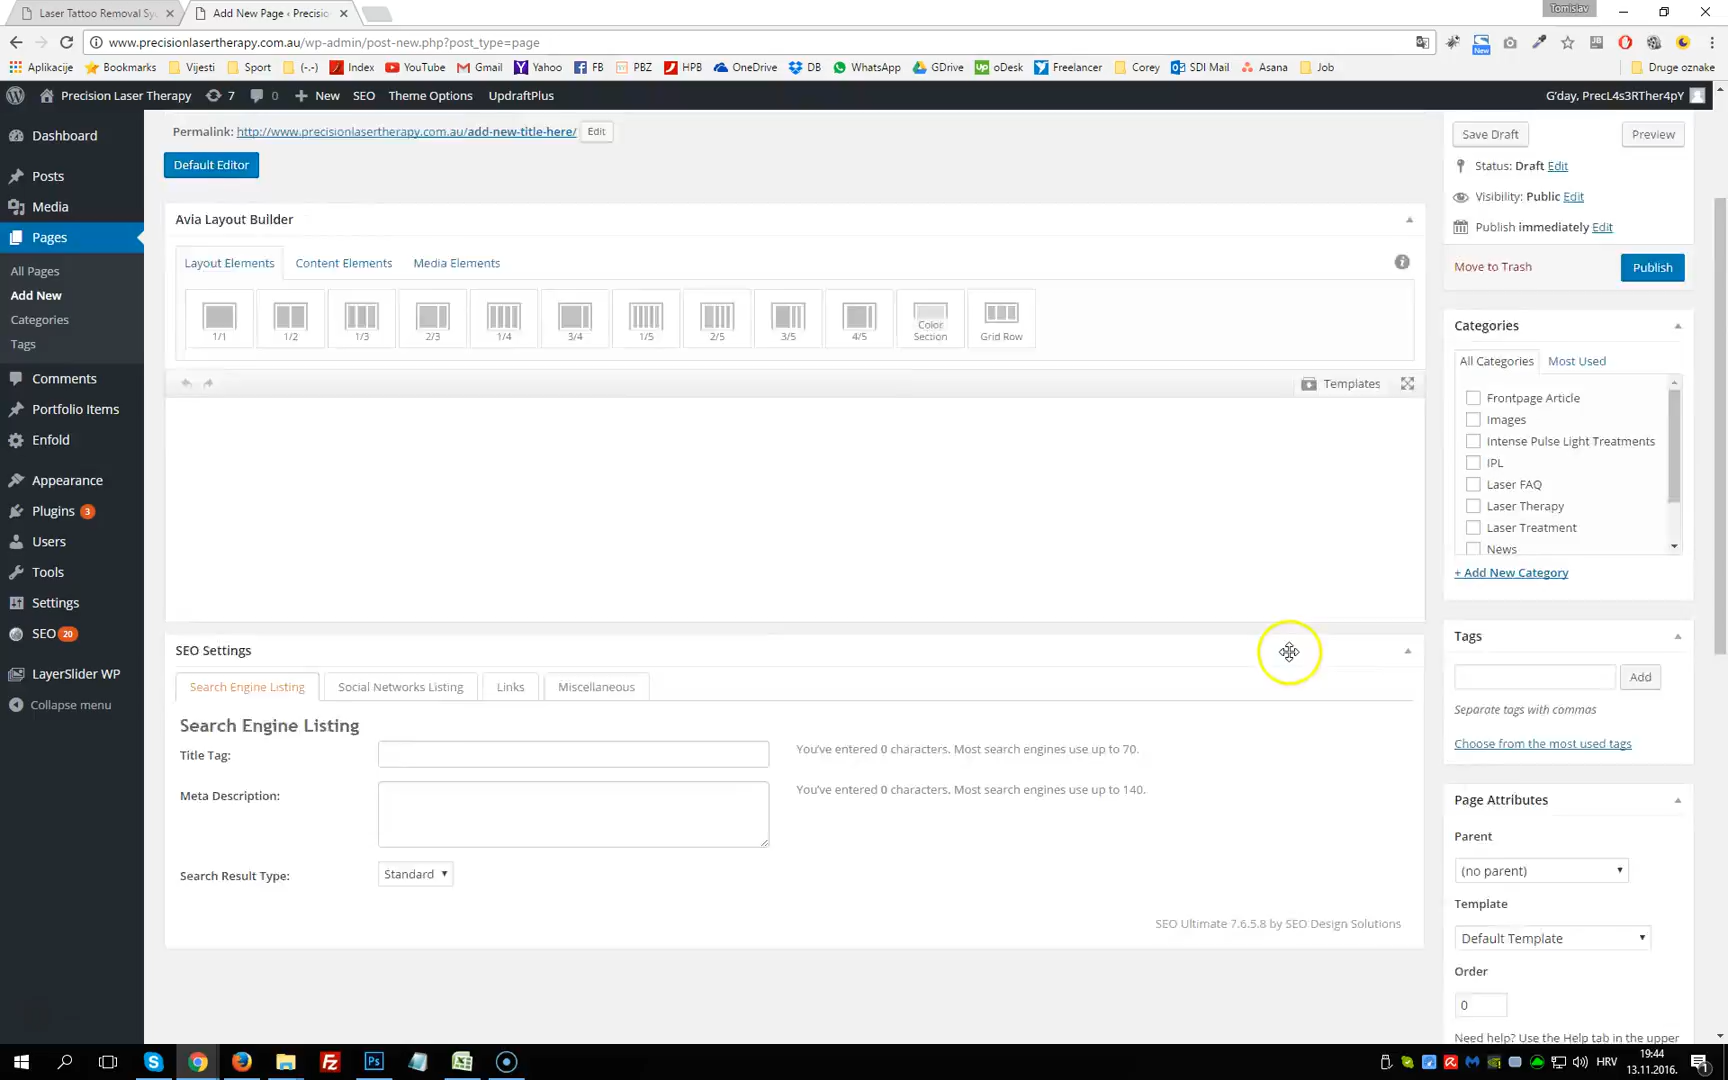 Laser Tattoo Removal Sy
Add New Page ‹ Precision
Tomislav
www.precisionlasertherapy.com.au/wp-admin/post-new.php?post_type=page
New
Aplikacije Bookmarks Vijesti Sport (-.-) Index YouTube Gmail Yahoo FB PBZ HPB OneDrive DB WhatsApp GDrive oDesk Freelancer Corey SDI Mail Asana Job Druge oznake
Precision Laser Therapy 7 0 New SEO Theme Options UpdraftPlus G'day, PrecL4s3RTher4pY
Dashboard
Posts
Media
Pages
All Pages
Add New
Categories
Tags
Comments
Portfolio Items
Enfold
Appearance
Plugins 3
Users
Tools
Settings
SEO 20
LayerSlider WP
Collapse menu
Permalink: http://www.precisionlasertherapy.com.au/add-new-title-here/ Edit
Default Editor
Avia Layout Builder
Layout Elements Content Elements Media Elements
1/1 1/2 1/3 2/3 1/4 3/4 1/5 2/5 3/5 4/5 Color Section Grid Row
Templates
SEO Settings
Search Engine Listing Social Networks Listing Links Miscellaneous
Search Engine Listing
Title Tag:
You've entered 0 characters. Most search engines use up to 70.
Meta Description:
You've entered 0 characters. Most search engines use up to 140.
Search Result Type: Standard
SEO Ultimate 7.6.5.8 by SEO Design Solutions
Save Draft Preview
Status: Draft Edit
Visibility: Public Edit
Publish immediately Edit
Move to Trash Publish
Categories
All Categories Most Used
Frontpage Article
Images
Intense Pulse Light Treatments
IPL
Laser FAQ
Laser Therapy
Laser Treatment
News
+ Add New Category
Tags
Add
Separate tags with commas
Choose from the most used tags
Page Attributes
Parent
(no parent)
Template
Default Template
Order
0
Need help? Use the Help tab in the upper
HRV
19:44
13.11.2016.
1